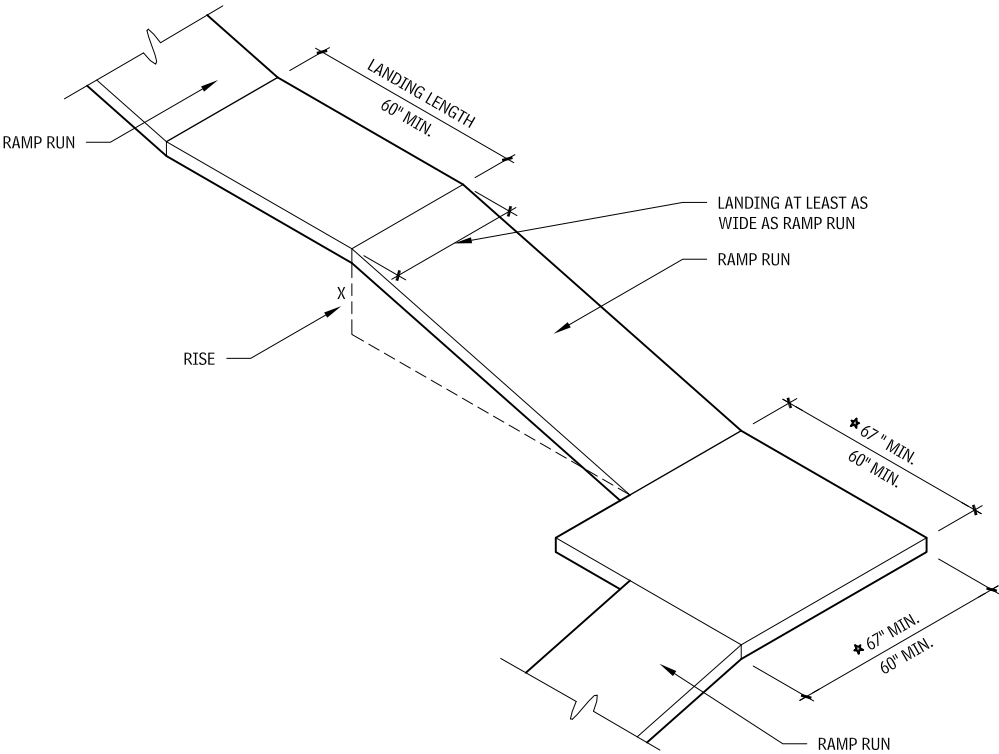 LANDING LENGTH
60" MIN.
RAMP RUN
LANDING AT LEAST AS
WIDE AS RAMP RUN
RAMP RUN
X
RISE
☆ 67" MIN.
60" MIN.
☆ 67" MIN.
60" MIN.
RAMP RUN